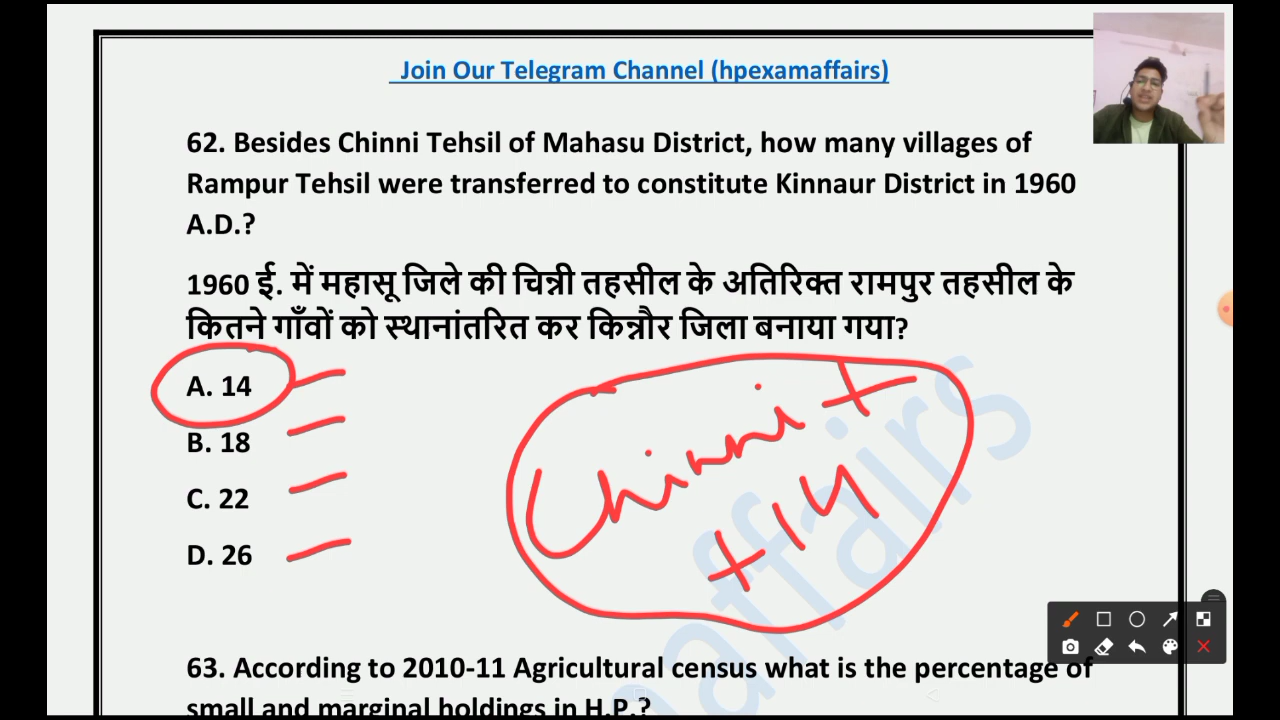 Join Our Telegram Channel (hpexamaffairs)
62. Besides Chinni Tehsil of Mahasu District, how many villages of
Rampur Tehsil were transferred to constitute Kinnaur District in 1960
A.D.?
1960 ई. में महासू जिले की चिन्नी तहसील के अतिरिक्त रामपुर तहसील के
कितने गाँवों को स्थानांतरित कर किन्नौर जिला बनाया गया?
A. 14
B. 18
C. 22
D. 26
Chinni +
+14
affairs
63. According to 2010-11 Agricultural census what is the percentage of
small and marginal holdings in H.P.?